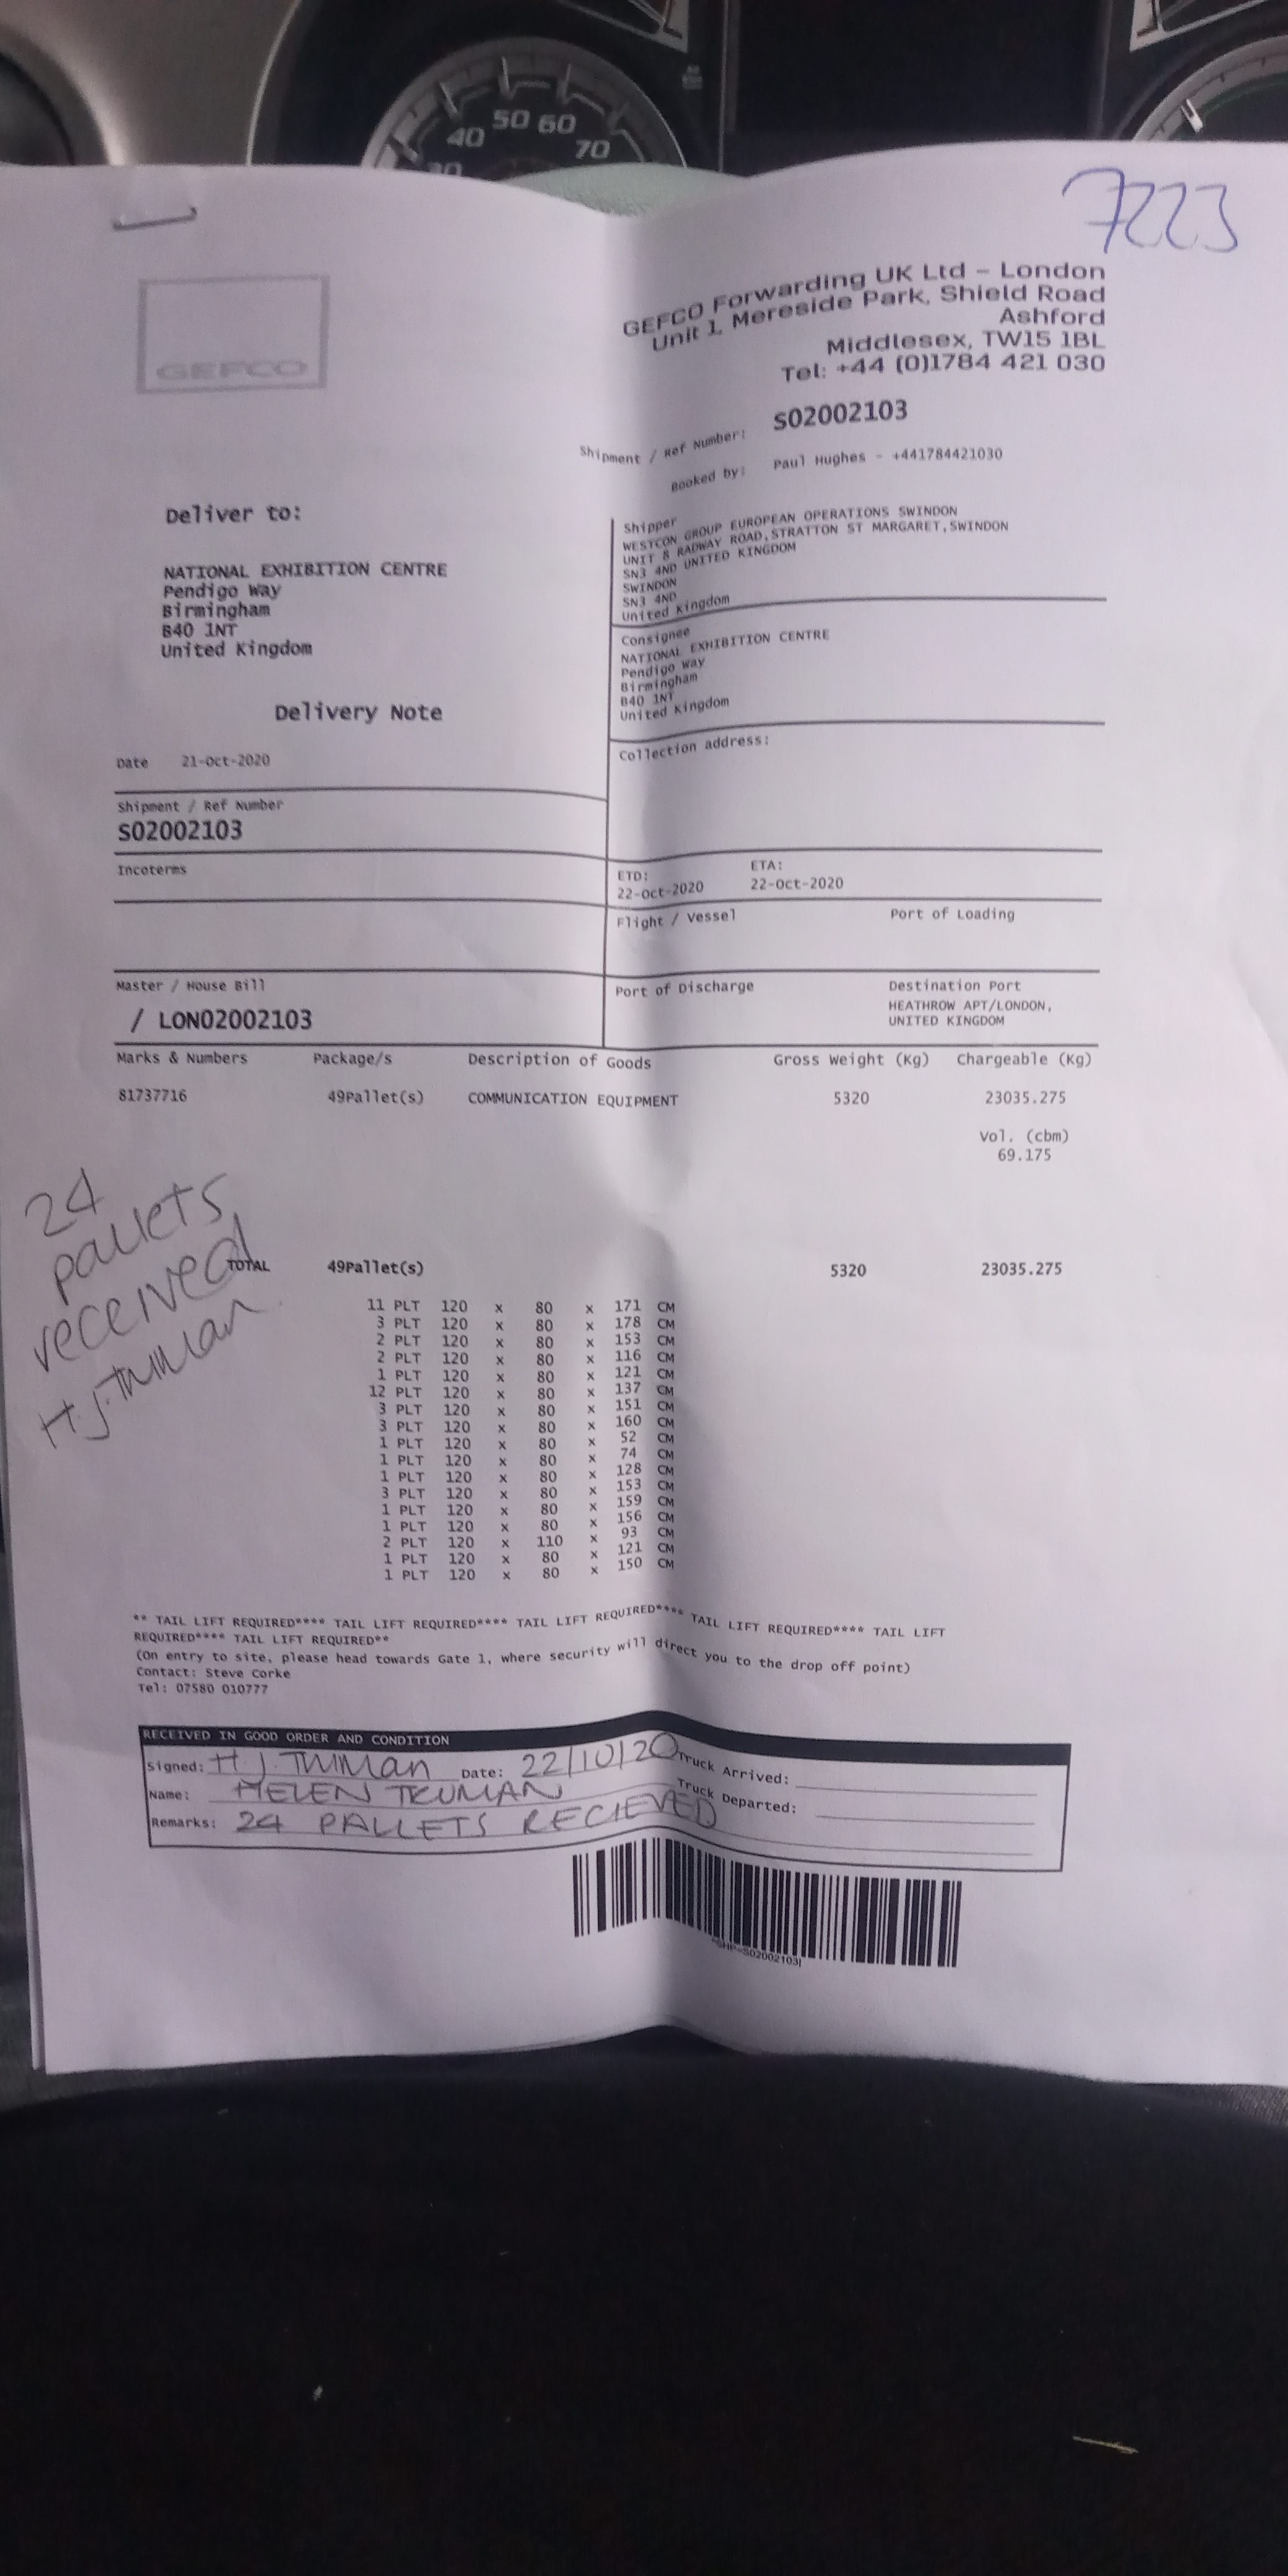 40 50 60 70
7223
GEFCO
GEFCO Forwarding UK Ltd – London
Unit 1, Mereside Park, Shield Road
Ashford
Middlesex, TW15 1BL
Tel: +44 (0)1784 421 030
Shipment / Ref Number: S02002103
Booked by: Paul Hughes - +441784421030
Deliver to:
NATIONAL EXHIBITION CENTRE
Pendigo Way
Birmingham
B40 1NT
United Kingdom
Shipper
WESTCON GROUP EUROPEAN OPERATIONS SWINDON
UNIT 8 RADWAY ROAD,STRATTON ST MARGARET,SWINDON
SN3 4ND UNITED KINGDOM
SWINDON
SN3 4ND
United Kingdom
Consignee
NATIONAL EXHIBITION CENTRE
Pendigo Way
Birmingham
B40 1NT
United Kingdom
Delivery Note
Date 21-Oct-2020
Collection address:
Shipment / Ref Number
S02002103
Incoterms
ETD: ETA:
22-Oct-2020 22-Oct-2020
Flight / Vessel Port of Loading
Master / House Bill
/ LON02002103
Port of Discharge Destination Port
HEATHROW APT/LONDON,
UNITED KINGDOM
Marks & Numbers Package/s Description of Goods Gross Weight (Kg) Chargeable (Kg)
81737716 49Pallet(s) COMMUNICATION EQUIPMENT 5320 23035.275
Vol. (cbm)
69.175
24
pallets
received
H.J.Truman
TOTAL 49Pallet(s) 5320 23035.275
11 PLT 120 x 80 x 171 CM
3 PLT 120 x 80 x 178 CM
2 PLT 120 x 80 x 153 CM
2 PLT 120 x 80 x 116 CM
1 PLT 120 x 80 x 121 CM
12 PLT 120 x 80 x 137 CM
3 PLT 120 x 80 x 151 CM
3 PLT 120 x 80 x 160 CM
1 PLT 120 x 80 x 52 CM
1 PLT 120 x 80 x 74 CM
1 PLT 120 x 80 x 128 CM
3 PLT 120 x 80 x 153 CM
1 PLT 120 x 80 x 159 CM
1 PLT 120 x 80 x 156 CM
2 PLT 120 x 110 x 93 CM
1 PLT 120 x 80 x 121 CM
1 PLT 120 x 80 x 150 CM
** TAIL LIFT REQUIRED**** TAIL LIFT REQUIRED**** TAIL LIFT REQUIRED**** TAIL LIFT REQUIRED**** TAIL LIFT
REQUIRED**** TAIL LIFT REQUIRED**
(On entry to site, please head towards Gate 1, where security will direct you to the drop off point)
Contact: Steve Corke
Tel: 07580 010777
RECEIVED IN GOOD ORDER AND CONDITION
Signed: H.J.Truman Date: 22/10/20 Truck Arrived:
Name: HELEN TRUMAN Truck Departed:
Remarks: 24 PALLETS RECIEVED
*SHP=S02002103|